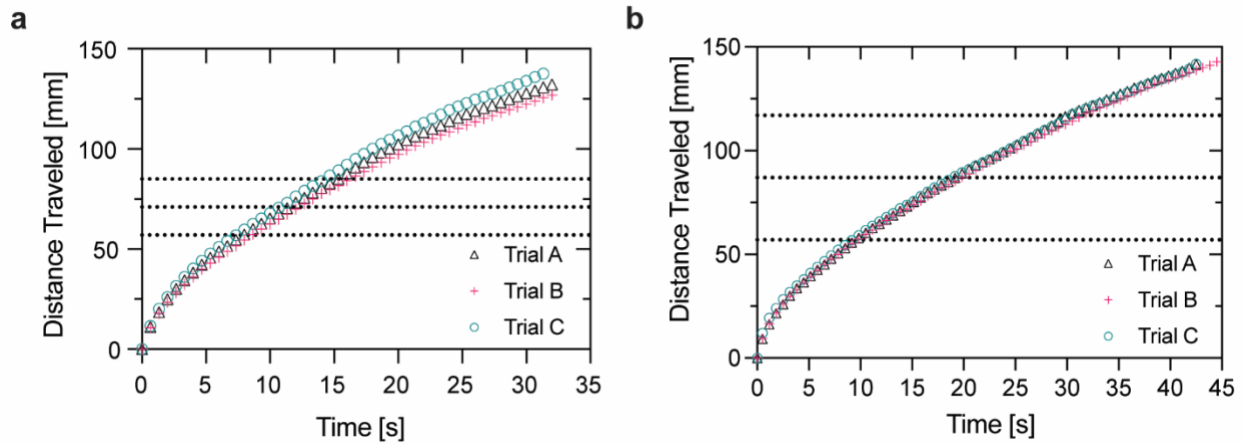 a
150
100
50
0
Distance Traveled [mm]
Trial A
Trial B
Trial C
0 5 10 15 20 25 30 35
Time [s]
b
150
100
50
0
Distance Traveled [mm]
Trial A
Trial B
Trial C
0 5 10 15 20 25 30 35 40 45
Time [s]